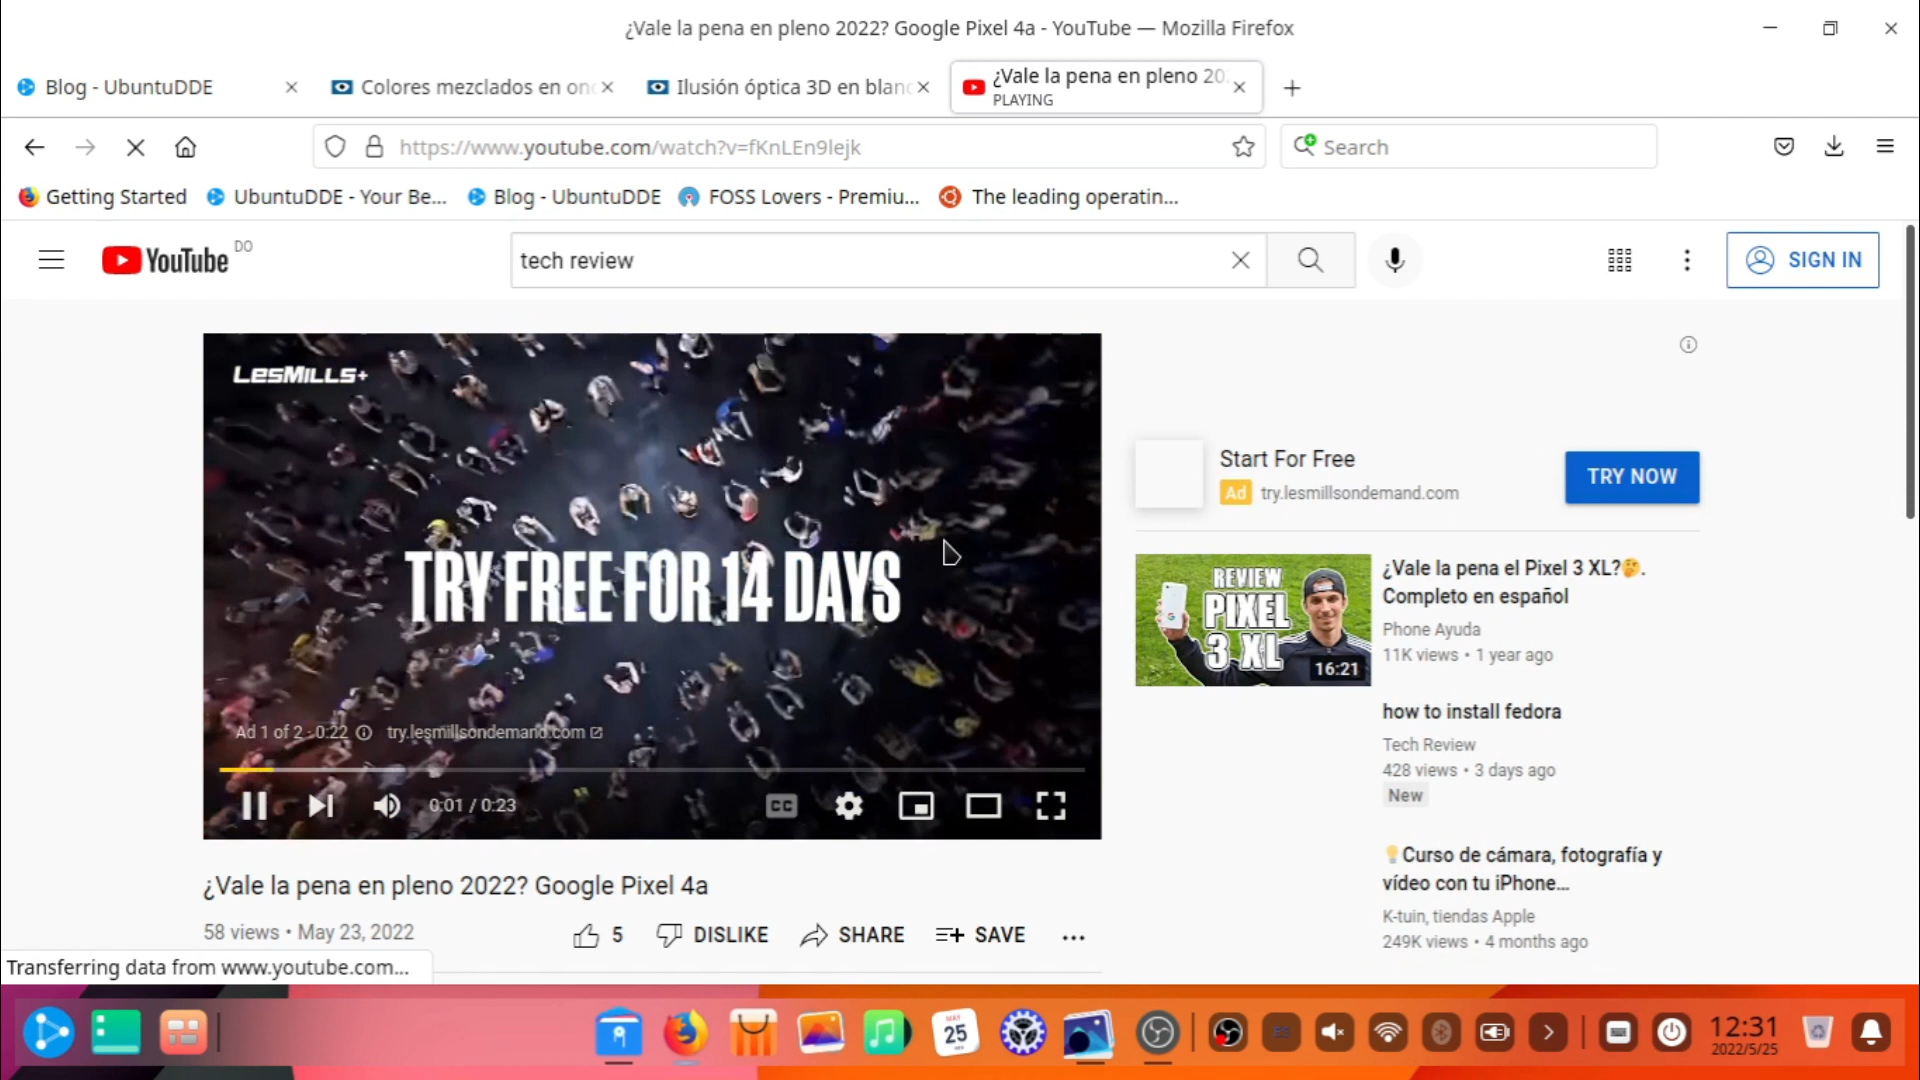 ¿Vale la pena en pleno 2022? Google Pixel 4a - YouTube — Mozilla Firefox
Blog - UbuntuDDE
Colores mezclados en on
Ilusión óptica 3D en blan
¿Vale la pena en pleno 20
PLAYING
https://www.youtube.com/watch?v=fKnLEn9lejk
Search
Getting Started
UbuntuDDE - Your Be...
Blog - UbuntuDDE
FOSS Lovers - Premiu...
The leading operatin...
YouTube DO
tech review
SIGN IN
LESMILLS+
TRY FREE FOR 14 DAYS
Ad 1 of 2 - 0:22
try.lesmillsondemand.com
0:01 / 0:23
CC
¿Vale la pena en pleno 2022? Google Pixel 4a
58 views • May 23, 2022
5
DISLIKE
SHARE
SAVE
Start For Free
Ad try.lesmillsondemand.com
TRY NOW
REVIEW
PIXEL
3 XL
16:21
¿Vale la pena el Pixel 3 XL?🤔.
Completo en español
Phone Ayuda
11K views • 1 year ago
how to install fedora
Tech Review
428 views • 3 days ago
New
💡Curso de cámara, fotografía y
vídeo con tu iPhone...
K-tuin, tiendas Apple
249K views • 4 months ago
Transferring data from www.youtube.com...
MAY
25
12:31
2022/5/25